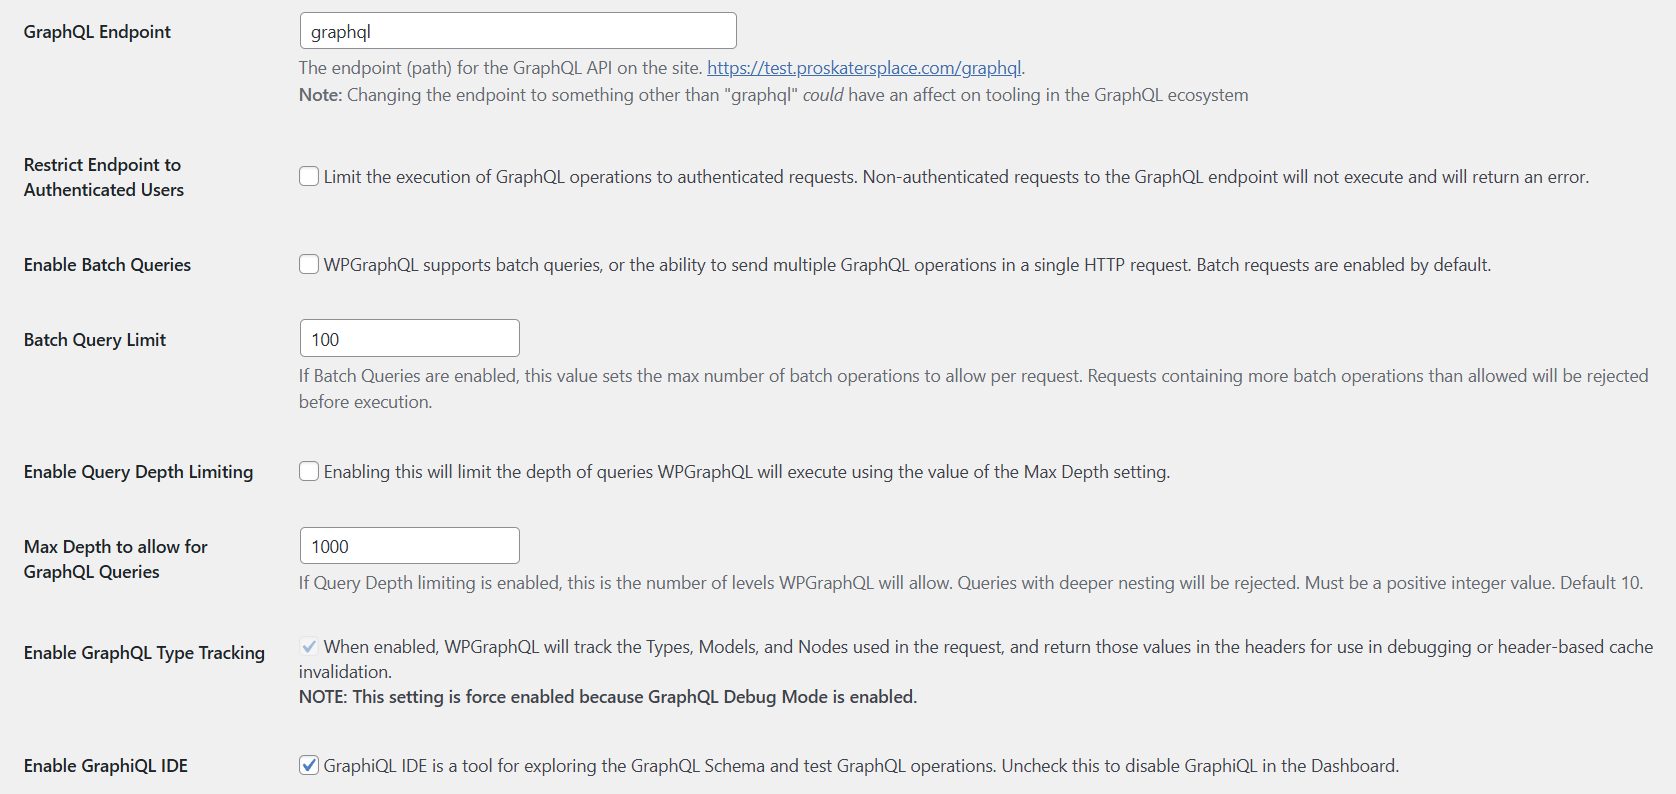 GraphQL Endpoint
graphql
The endpoint (path) for the GraphQL API on the site. https://test.proskatersplace.com/graphql.
Note: Changing the endpoint to something other than "graphql" could have an affect on tooling in the GraphQL ecosystem
Restrict Endpoint to
Authenticated Users
Limit the execution of GraphQL operations to authenticated requests. Non-authenticated requests to the GraphQL endpoint will not execute and will return an error.
Enable Batch Queries
WPGraphQL supports batch queries, or the ability to send multiple GraphQL operations in a single HTTP request. Batch requests are enabled by default.
Batch Query Limit
100
If Batch Queries are enabled, this value sets the max number of batch operations to allow per request. Requests containing more batch operations than allowed will be rejected
before execution.
Enable Query Depth Limiting
Enabling this will limit the depth of queries WPGraphQL will execute using the value of the Max Depth setting.
Max Depth to allow for
GraphQL Queries
1000
If Query Depth limiting is enabled, this is the number of levels WPGraphQL will allow. Queries with deeper nesting will be rejected. Must be a positive integer value. Default 10.
Enable GraphQL Type Tracking
When enabled, WPGraphQL will track the Types, Models, and Nodes used in the request, and return those values in the headers for use in debugging or header-based cache
invalidation.
NOTE: This setting is force enabled because GraphQL Debug Mode is enabled.
Enable GraphiQL IDE
GraphiQL IDE is a tool for exploring the GraphQL Schema and test GraphQL operations. Uncheck this to disable GraphiQL in the Dashboard.